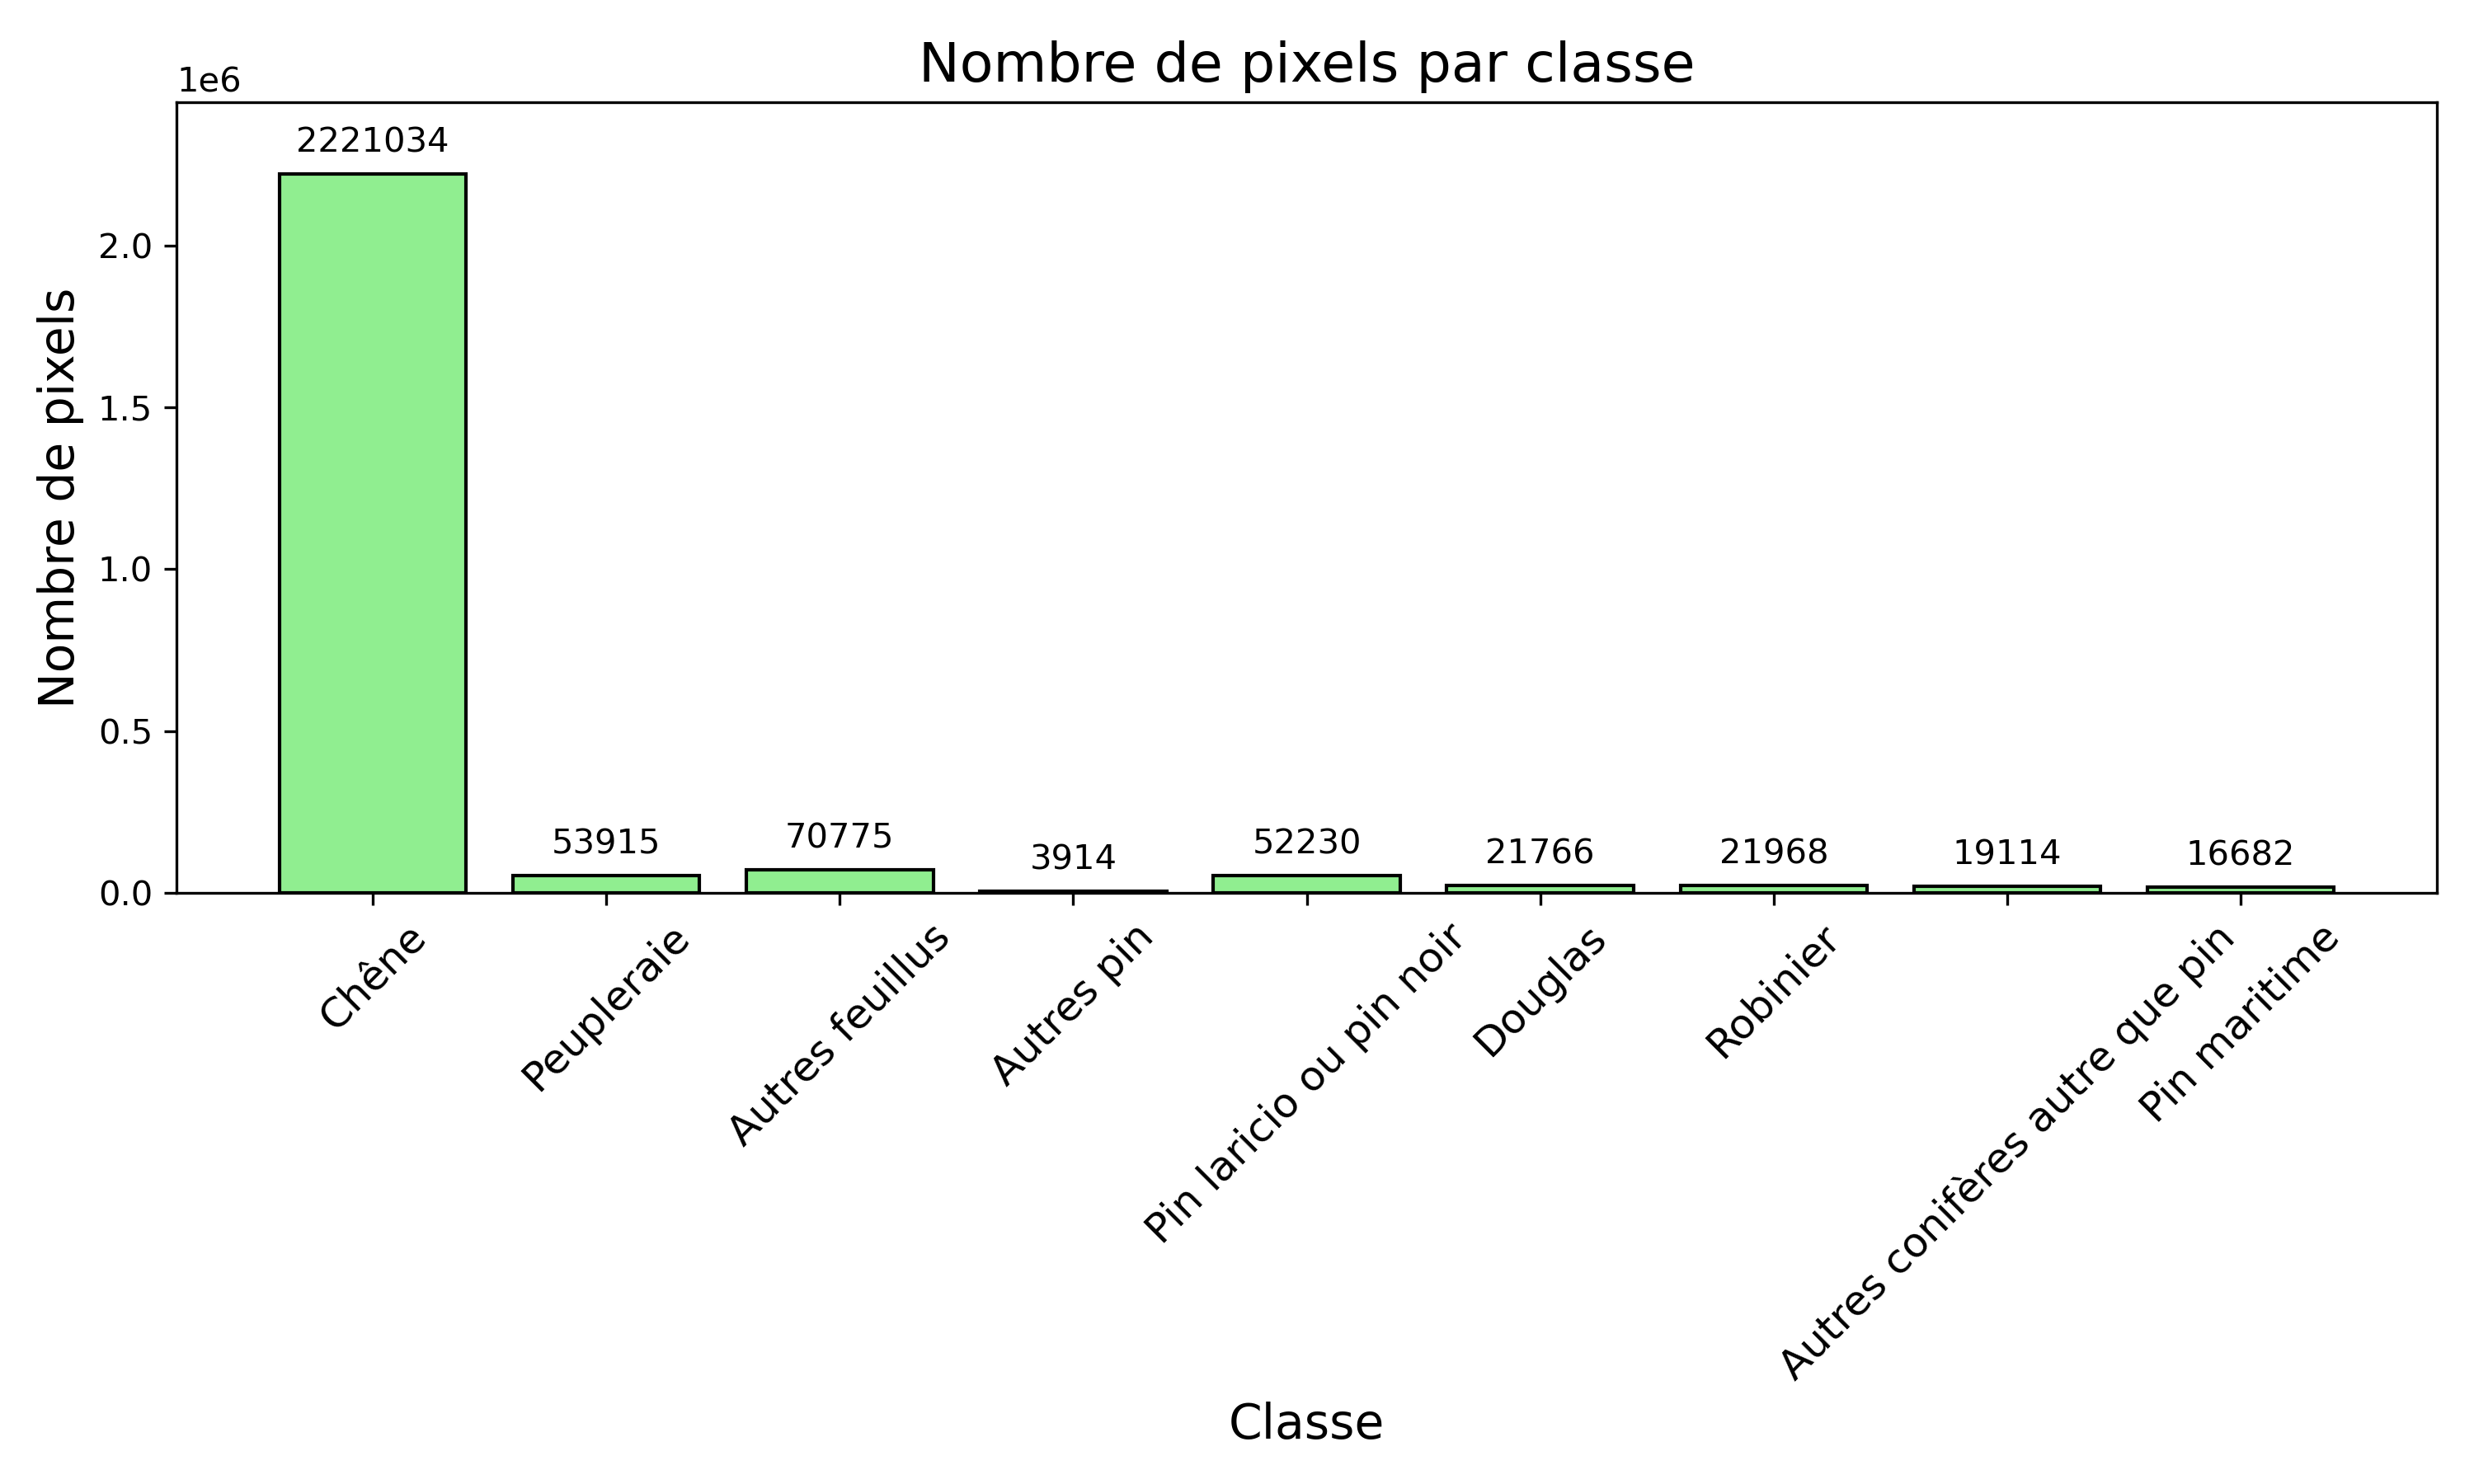 Nombre de pixels par classe
1e6
Nombre de pixels
2.0
1.5
1.0
0.5
0.0
2221034
53915
70775
3914
52230
21766
21968
19114
16682
Chêne
Peupleraie
Autres feuillus
Autres pin
Pin laricio ou pin noir
Douglas
Robinier
Autres conifères autre que pin
Pin maritime
Classe